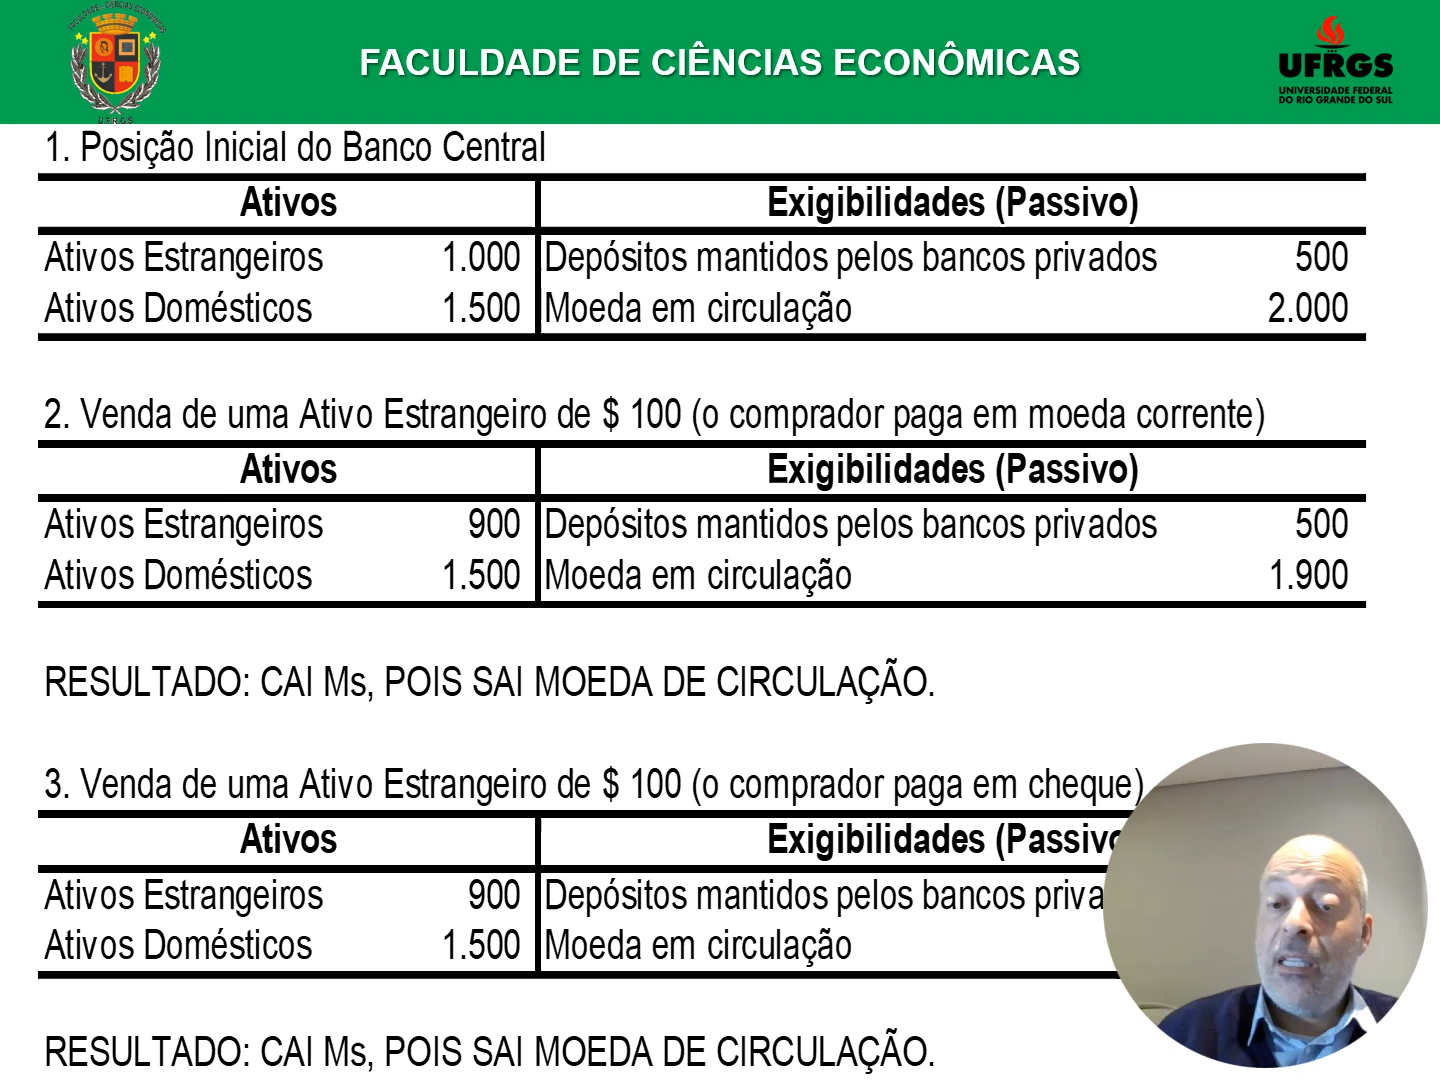 FACULDADE DE CIÊNCIAS ECONÔMICAS
UFRGS
UFRGS
UNIVERSIDADE FEDERAL
DO RIO GRANDE DO SUL
1. Posição Inicial do Banco Central
Ativos Exigibilidades (Passivo)
Ativos Estrangeiros 1.000 Depósitos mantidos pelos bancos privados 500
Ativos Domésticos 1.500 Moeda em circulação 2.000
2. Venda de uma Ativo Estrangeiro de $ 100 (o comprador paga em moeda corrente)
Ativos Exigibilidades (Passivo)
Ativos Estrangeiros 900 Depósitos mantidos pelos bancos privados 500
Ativos Domésticos 1.500 Moeda em circulação 1.900
RESULTADO: CAI Ms, POIS SAI MOEDA DE CIRCULAÇÃO.
3. Venda de uma Ativo Estrangeiro de $ 100 (o comprador paga em cheque)
Ativos Exigibilidades (Passivo
Ativos Estrangeiros 900 Depósitos mantidos pelos bancos priva
Ativos Domésticos 1.500 Moeda em circulação
RESULTADO: CAI Ms, POIS SAI MOEDA DE CIRCULAÇÃO.